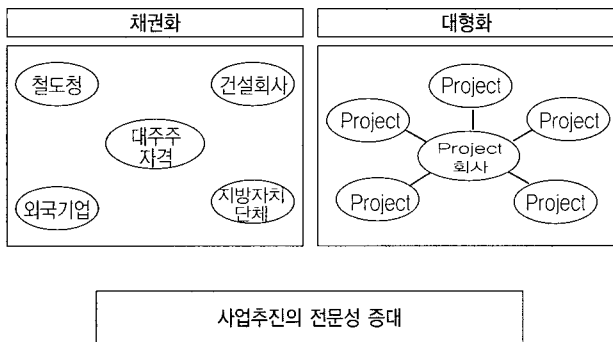 채권화
대형화
철도청
건설회사
대주주
자격
외국기업
지방자치
단체
Project
Project
Project
Project
회사
Project
Project
사업추진의 전문성 증대